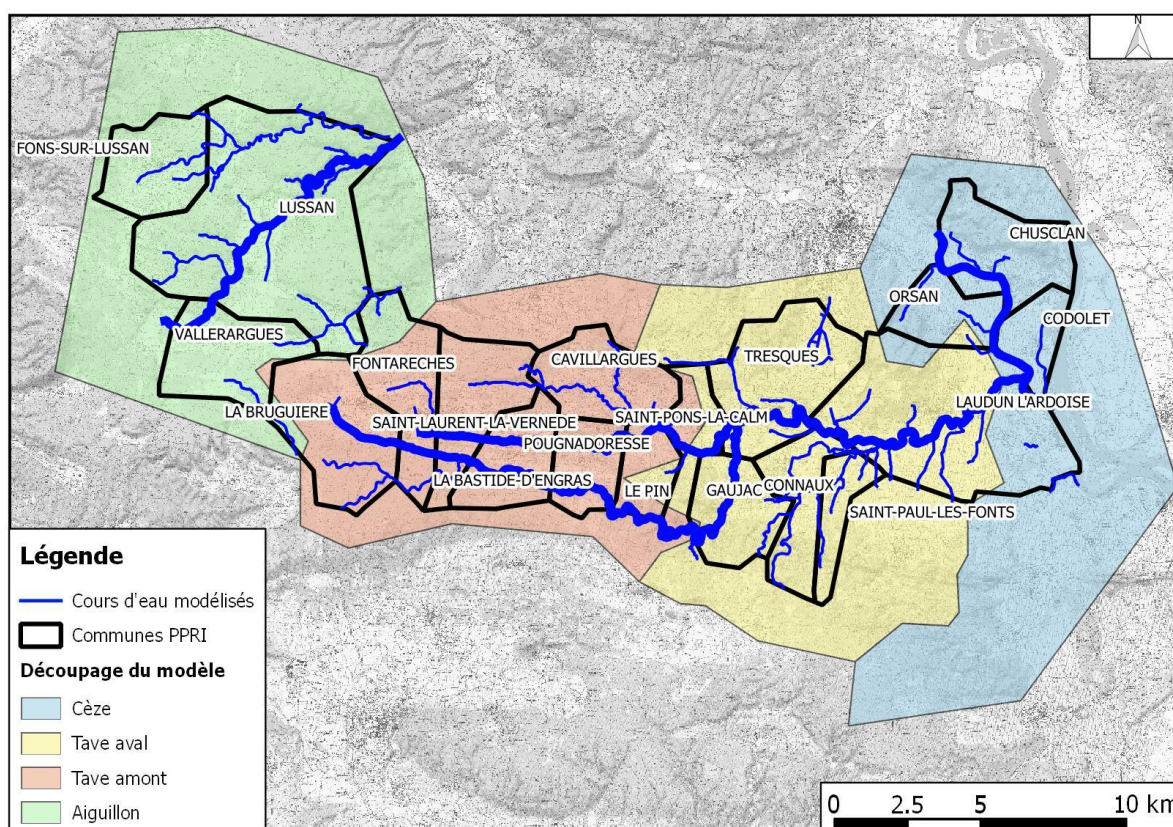 N
FONS-SUR-LUSSAN
LUSSAN
CHUSCLAN
ORSAN
CODOLET
VALLERARGUES
FONTARECHES
CAVILLARGUES
TRESQUES
LA BRUGUIERE
SAINT-LAURENT-LA-VERNEDE
SAINT-PONS-LA-CALM
LAUDUN L'ARDOISE
POUGNADORESSE
LA BASTIDE-D'ENGRAS
LE PIN
GAUJAC
CONNAUX
SAINT-PAUL-LES-FONTS
Légende
Cours d'eau modélisés
Communes PPRI
Découpage du modèle
Cèze
Tave aval
Tave amont
Aiguillon
0 2.5 5 10 km